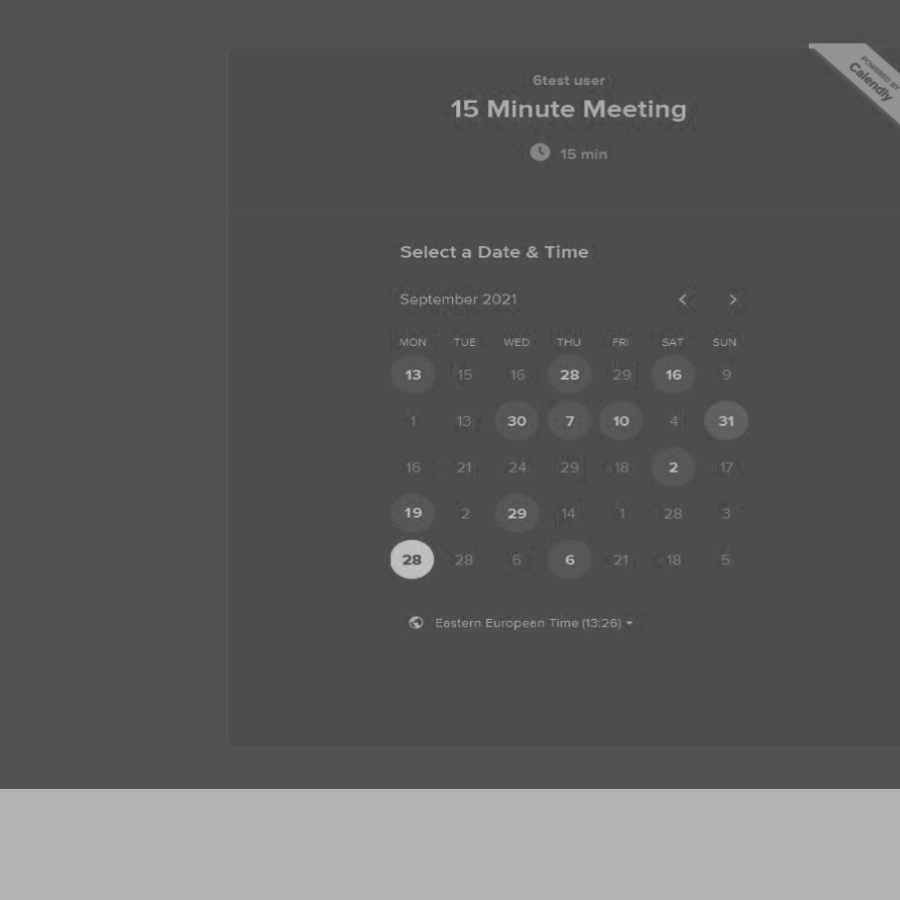 POWERED BY
Calendly
6test user
15 Minute Meeting
15 min
Select a Date & Time
September 2021
MON TUE WED THU FRI SAT SUN
13 15 16 28 29 16 9
1 13 30 7 10 4 31
16 21 24 29 18 2 17
19 2 29 14 1 28 3
28 28 6 6 21 18 5
Eastern European Time (13:26)